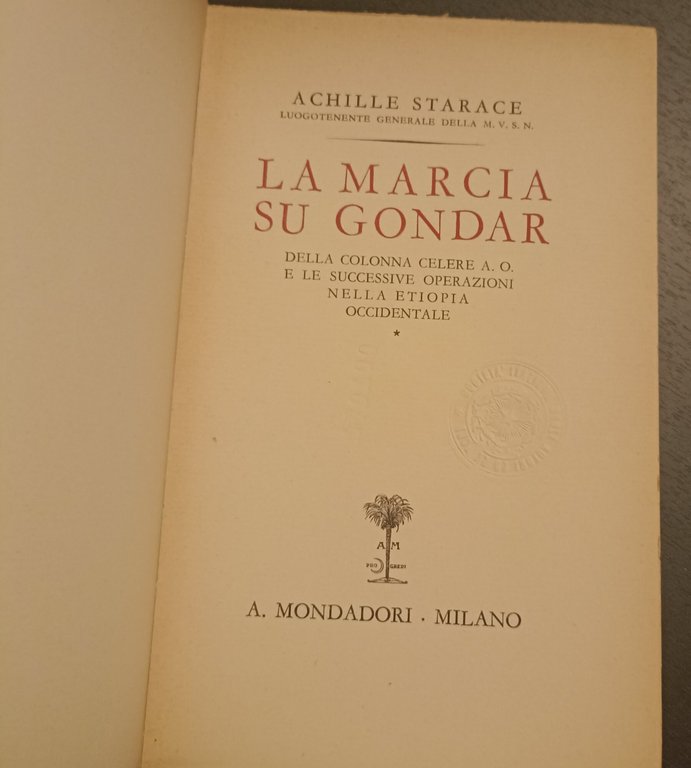 ACHILLE STARACE
LUOGOTENENTE GENERALE DELLA M. V. S. N.
LA MARCIA
SU GONDAR
DELLA COLONNA CELERE A. O.
E LE SUCCESSIVE OPERAZIONI
NELLA ETIOPIA
OCCIDENTALE
*
A M
PRO GREDI
A. MONDADORI . MILANO